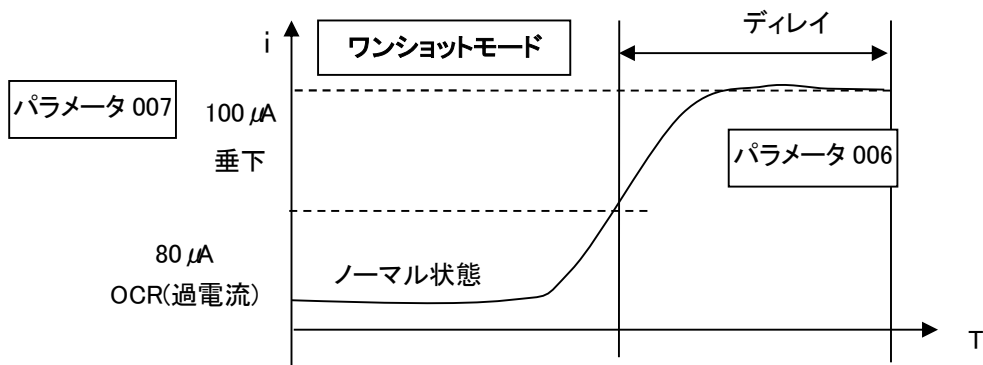 ディレイ
i
ワンショットモード
パラメータ 007
100 μA
垂下
パラメータ 006
80 μA
OCR(過電流)
ノーマル状態
T